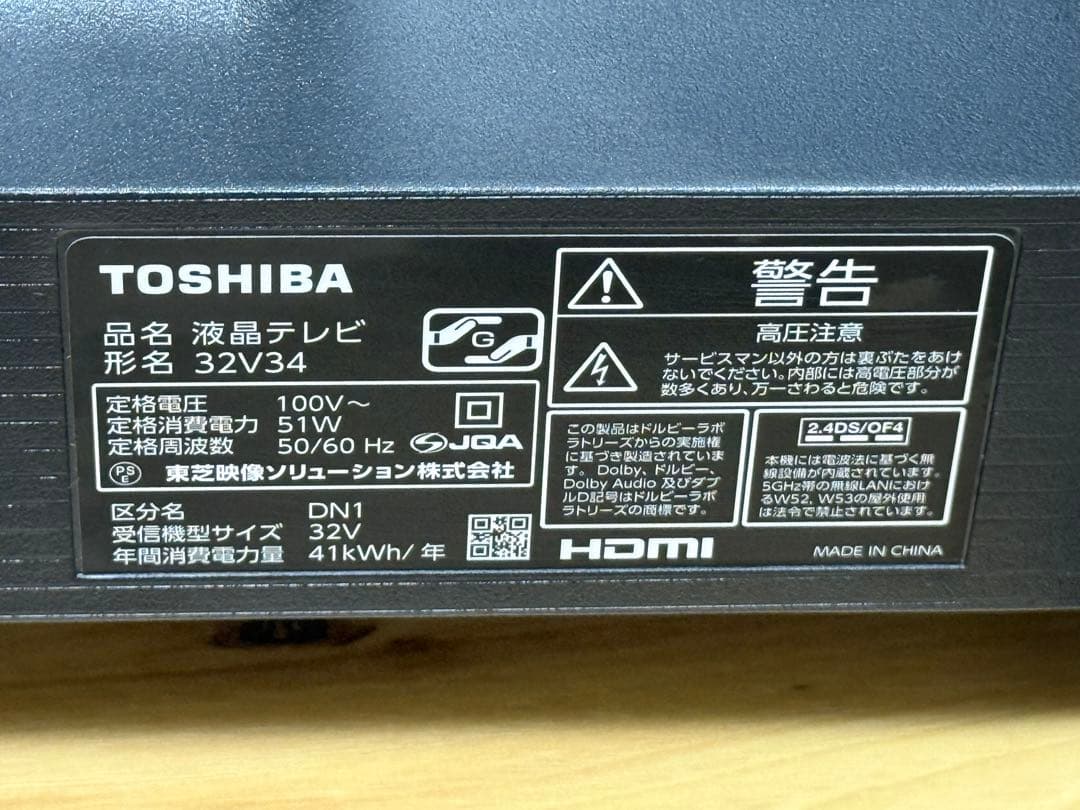 TOSHIBA
品名 液晶テレビ
形名 32V34
G
定格電圧 100V～
定格消費電力 51W
定格周波数 50/60 Hz
JQA
PSE 東芝映像ソリューション株式会社
区分名 DN1
受信機型サイズ 32V
年間消費電力量 41kWh/年
警告
高圧注意
サービスマン以外の方は裏ぶたをあけ
ないでください。内部には高電圧部分が
数多くあり、万一さわると危険です。
この製品はドルビーラボ
ラトリーズからの実施権
に基づき製造されていま
す。Dolby、ドルビー、
Dolby Audio 及びダブ
ルD記号はドルビーラボ
ラトリーズの商標です。
2.4DS/OF4
本機には電波法に基づく無
線設備が内蔵されています。
5GHz帯の無線LANにおけ
るW52, W53の屋外使用
は法令で禁止されています。
HDMI
MADE IN CHINA